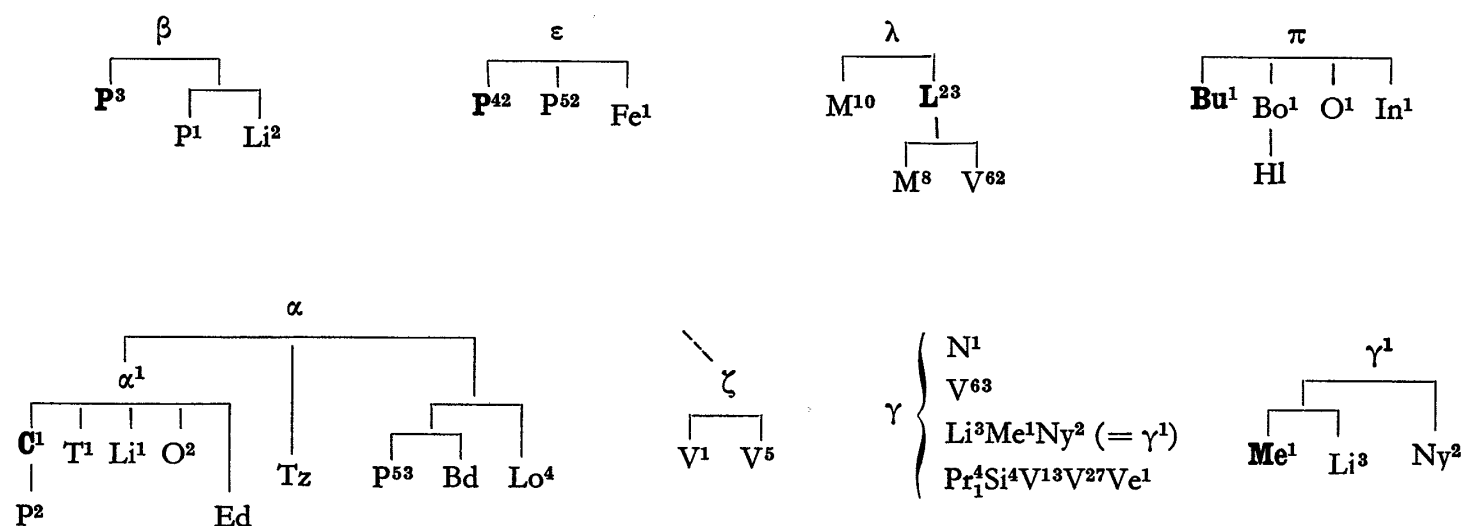 β ε λ π
P³ P⁴² P⁵² Fe¹ M¹⁰ L²³ Bu¹ Bo¹ O¹ In¹
P¹ Li² M⁸ V⁶² Hl
α
α¹ ζ γ N¹ γ¹
V⁶³
C¹ T¹ Li¹ O² Tz P⁵³ Bd Lo⁴ V¹ V⁵ Li³Me¹Ny² (= γ¹) Me¹ Li³ Ny²
P² Ed Pr⁴₁Si⁴V¹³V²⁷Ve¹